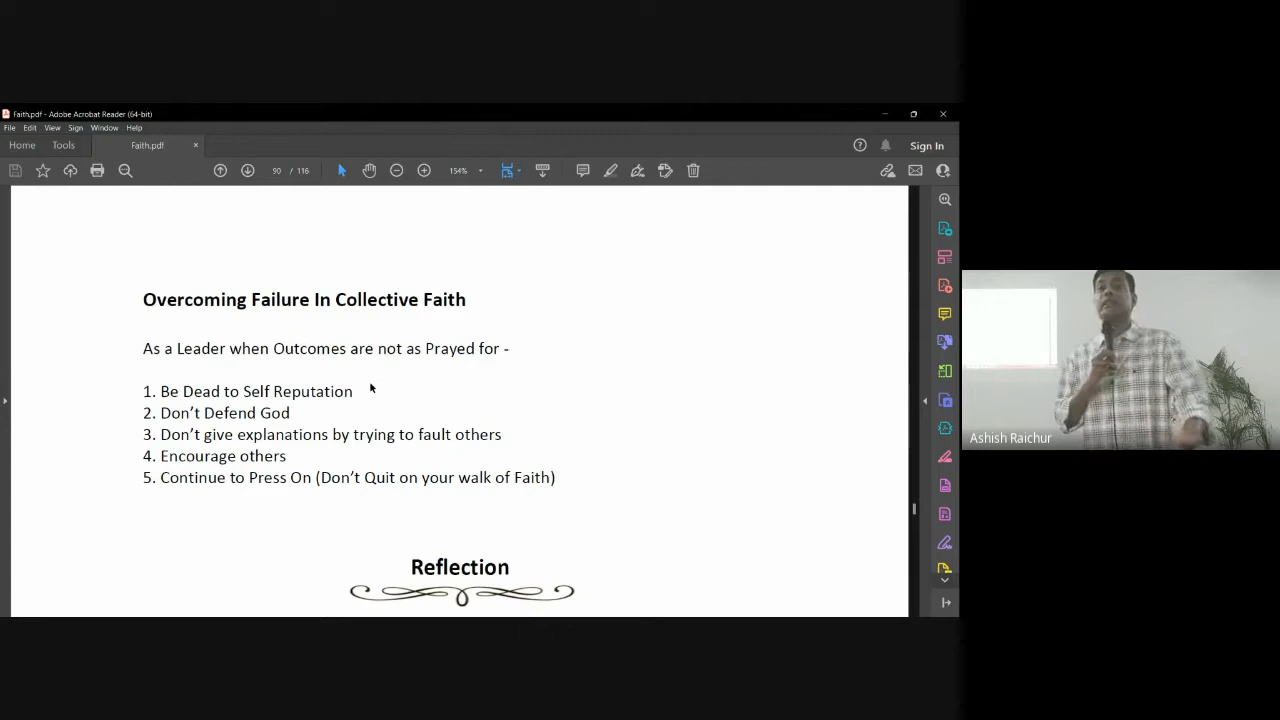 Faith.pdf - Adobe Acrobat Reader (64-bit)
File Edit View Sign Window Help
Home Tools Faith.pdf × Sign In
90 / 116 154%
Overcoming Failure In Collective Faith
As a Leader when Outcomes are not as Prayed for -
1. Be Dead to Self Reputation
2. Don’t Defend God
3. Don’t give explanations by trying to fault others
4. Encourage others
5. Continue to Press On (Don’t Quit on your walk of Faith)
Reflection
Ashish Raichur